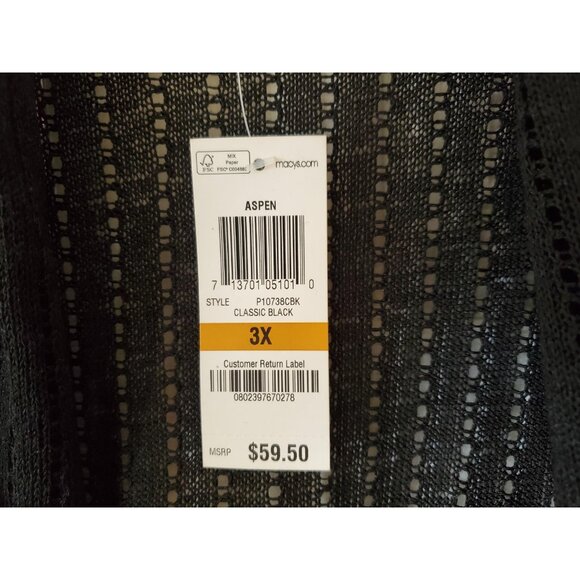 FSC
MIX
Paper
macys.com
ASPEN
7 13701 05101 0
STYLE P10738CBK
CLASSIC BLACK
3X
Customer Return Label
0802397670278
MSRP $59.50